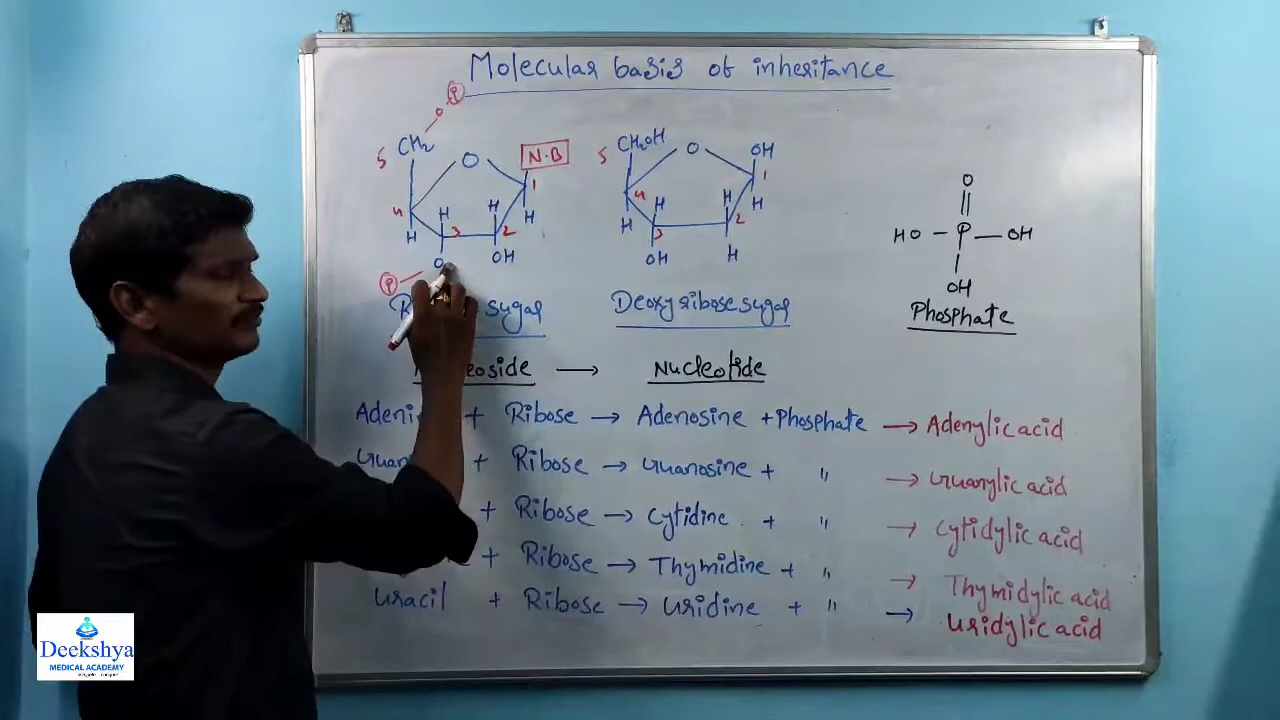 Molecular basis of inheritance
P
O
5 CH2 O N.B
4 1
H H 3 H 2 H
O OH
P
5 CH2OH O OH
4 1
H H 3 H 2 H
OH H
O
HO P OH
OH
sugar
Deoxyribose sugar
Phosphate
Nucleotide
+ Ribose → Adenosine + Phosphate → Adenylic acid
+ Ribose → Guanosine + " → Guanylic acid
+ Ribose → Cytidine + " → Cytidylic acid
+ Ribose → Thymidine + " → Thymidylic acid
Uracil + Ribose → Uridine + " → Uridylic acid
Deekshya
MEDICAL ACADEMY